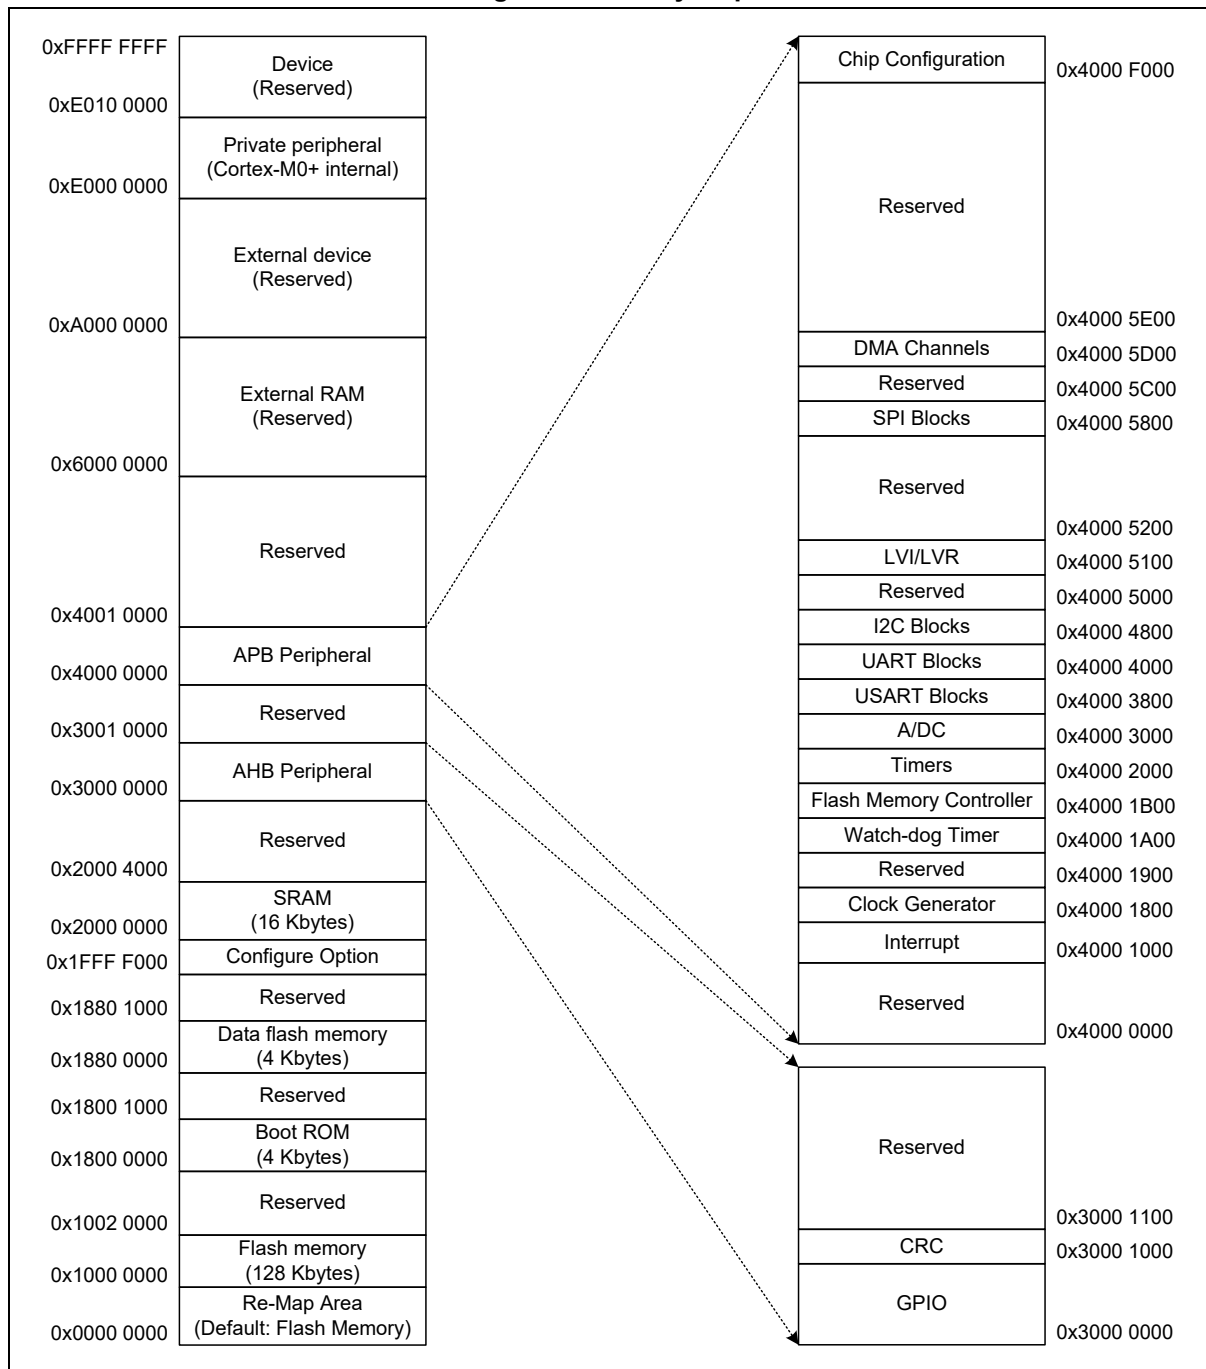 0xFFFF FFFF
Device
(Reserved)
0xE010 0000
Private peripheral
(Cortex-M0+ internal)
0xE000 0000
External device
(Reserved)
0xA000 0000
External RAM
(Reserved)
0x6000 0000
Reserved
0x4001 0000
APB Peripheral
0x4000 0000
Reserved
0x3001 0000
AHB Peripheral
0x3000 0000
Reserved
0x2000 4000
SRAM
(16 Kbytes)
0x2000 0000
Configure Option
0x1FFF F000
Reserved
0x1880 1000
Data flash memory
(4 Kbytes)
0x1880 0000
Reserved
0x1800 1000
Boot ROM
(4 Kbytes)
0x1800 0000
Reserved
0x1002 0000
Flash memory
(128 Kbytes)
0x1000 0000
Re-Map Area
(Default: Flash Memory)
0x0000 0000
Chip Configuration
0x4000 F000
Reserved
0x4000 5E00
DMA Channels
0x4000 5D00
Reserved
0x4000 5C00
SPI Blocks
0x4000 5800
Reserved
0x4000 5200
LVI/LVR
0x4000 5100
Reserved
0x4000 5000
I2C Blocks
0x4000 4800
UART Blocks
0x4000 4000
USART Blocks
0x4000 3800
A/DC
0x4000 3000
Timers
0x4000 2000
Flash Memory Controller
0x4000 1B00
Watch-dog Timer
0x4000 1A00
Reserved
0x4000 1900
Clock Generator
0x4000 1800
Interrupt
0x4000 1000
Reserved
0x4000 0000
Reserved
0x3000 1100
CRC
0x3000 1000
GPIO
0x3000 0000